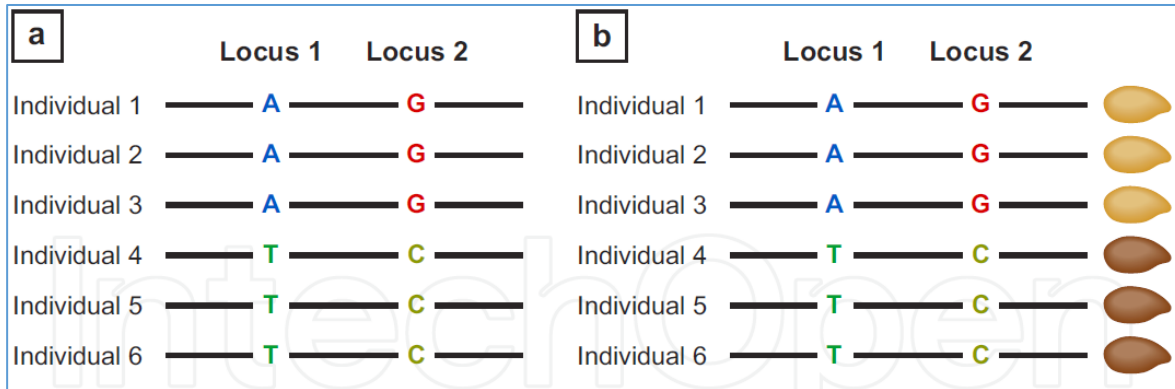 a
Locus 1 Locus 2
Individual 1 A G
Individual 2 A G
Individual 3 A G
Individual 4 T C
Individual 5 T C
Individual 6 T C
b
Locus 1 Locus 2
Individual 1 A G
Individual 2 A G
Individual 3 A G
Individual 4 T C
Individual 5 T C
Individual 6 T C
IntechOpen